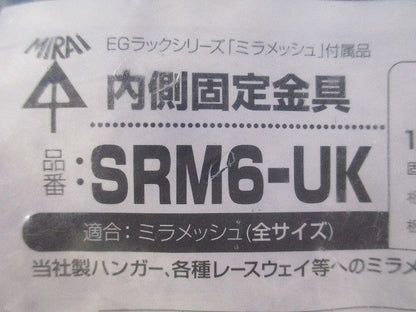 MIRAI
EGラックシリーズ「ミラメッシュ」付属品
内側固定金具
品番：SRM6-UK
適合：ミラメッシュ(全サイズ)
当社製ハンガー、各種レースウェイ等へのミラメ